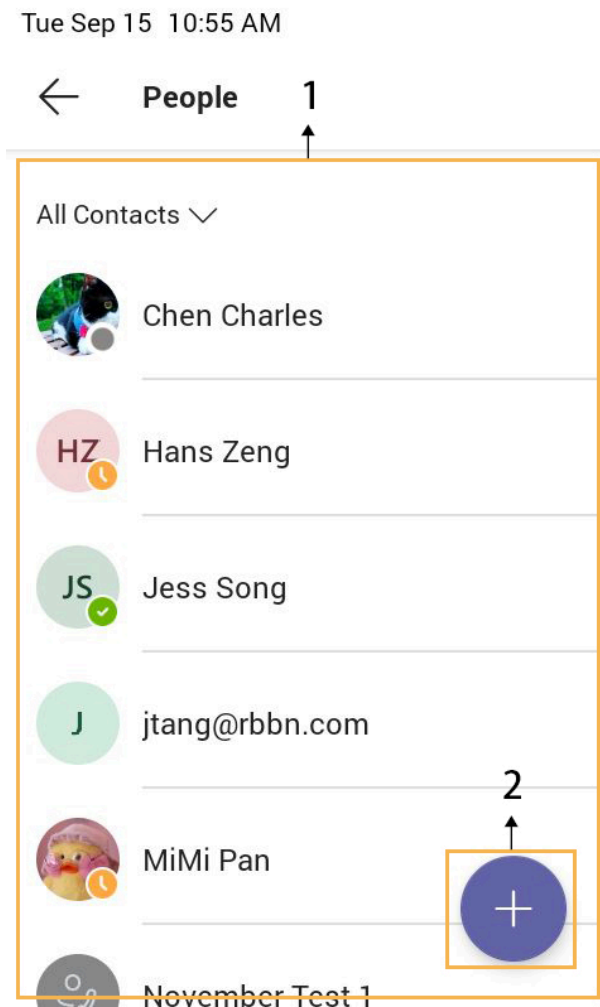 Tue Sep 15 10:55 AM
People
1
All Contacts
Chen Charles
HZ
Hans Zeng
JS
Jess Song
J
jtang@rbbn.com
2
MiMi Pan
November Test 1